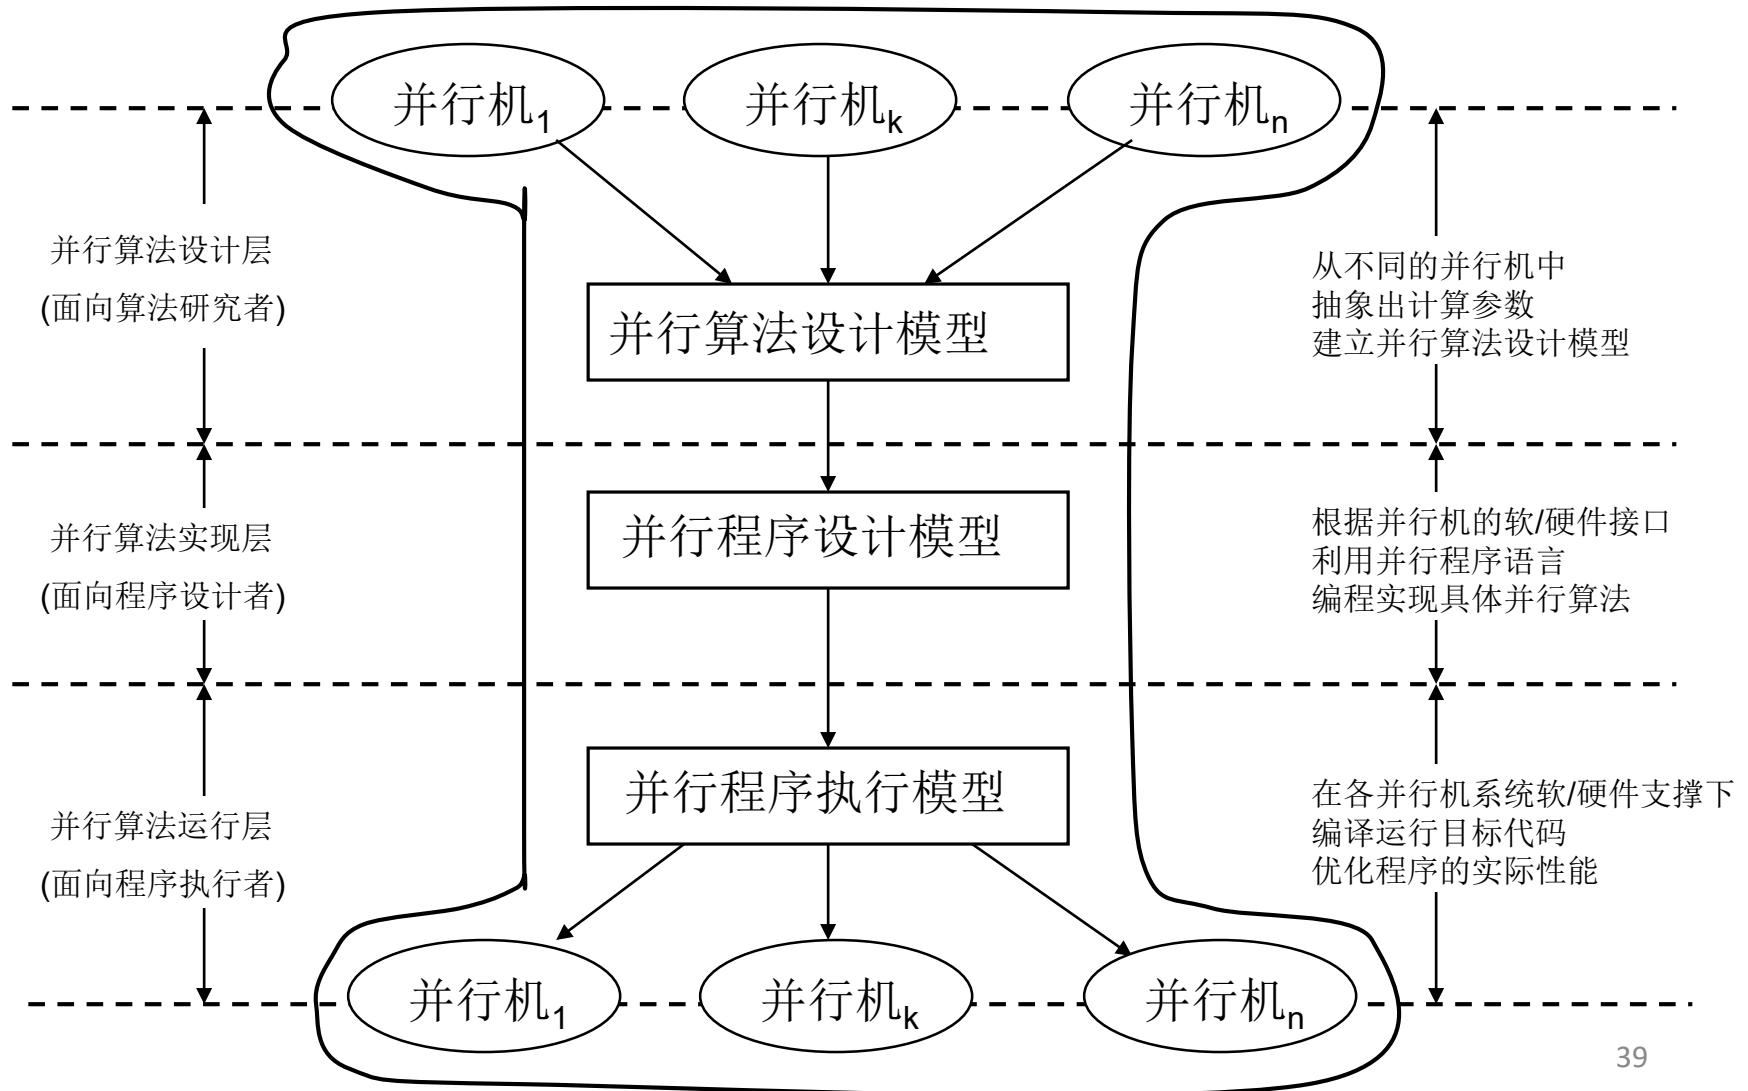 并行机1
并行机k
并行机n
并行算法设计层
(面向算法研究者)
并行算法设计模型
从不同的并行机中
抽象出计算参数
建立并行算法设计模型
并行算法实现层
(面向程序设计者)
并行程序设计模型
根据并行机的软/硬件接口
利用并行程序语言
编程实现具体并行算法
并行算法运行层
(面向程序执行者)
并行程序执行模型
在各并行机系统软/硬件支撑下
编译运行目标代码
优化程序的实际性能
并行机1
并行机k
并行机n
39